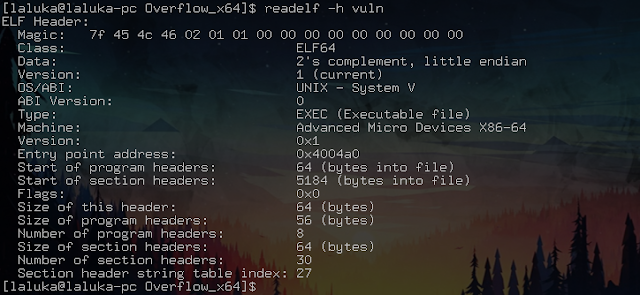 [laluka@laluka-pc Overflow_x64]$ readelf -h vuln
ELF Header:
  Magic:   7f 45 4c 46 02 01 01 00 00 00 00 00 00 00 00 00
  Class:                             ELF64
  Data:                              2's complement, little endian
  Version:                           1 (current)
  OS/ABI:                            UNIX - System V
  ABI Version:                       0
  Type:                              EXEC (Executable file)
  Machine:                           Advanced Micro Devices X86-64
  Version:                           0x1
  Entry point address:               0x4004a0
  Start of program headers:          64 (bytes into file)
  Start of section headers:          5184 (bytes into file)
  Flags:                             0x0
  Size of this header:               64 (bytes)
  Size of program headers:           56 (bytes)
  Number of program headers:         8
  Size of section headers:           64 (bytes)
  Number of section headers:         30
  Section header string table index: 27
[laluka@laluka-pc Overflow_x64]$